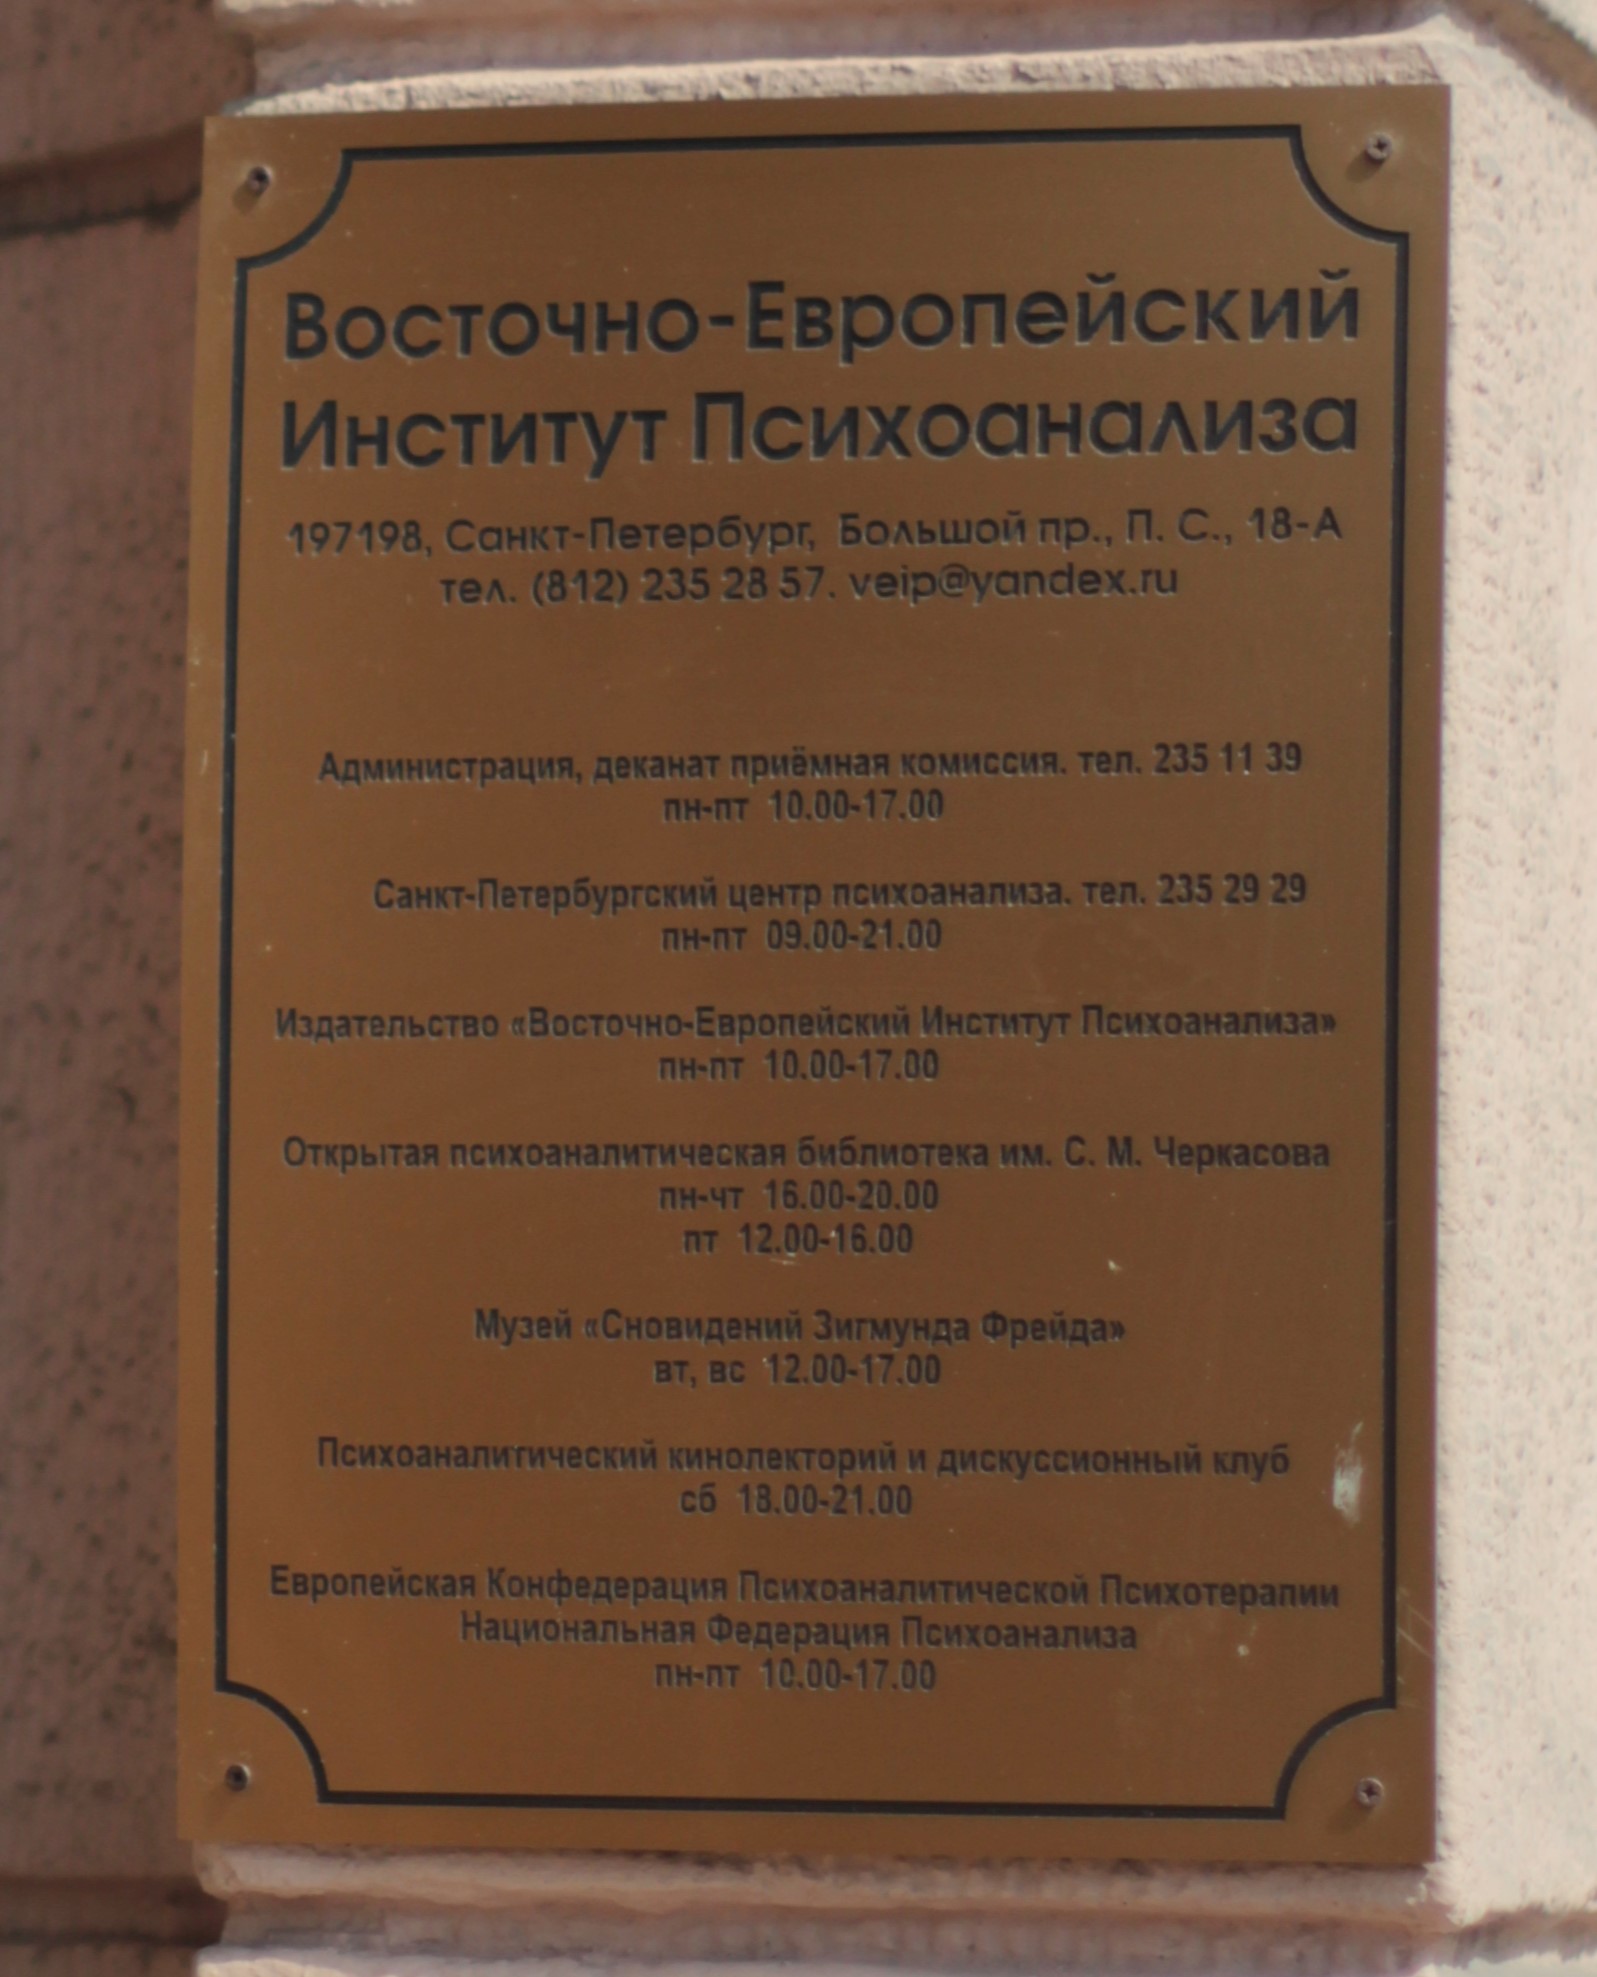 Восточно-Европейский
Институт Психоанализа
197198, Санкт-Петербург, Большой пр., П. С., 18-А
тел. (812) 235 28 57. veip@yandex.ru
Администрация, деканат приёмная комиссия. тел. 235 11 39
пн-пт 10.00-17.00
Санкт-Петербургский центр психоанализа. тел. 235 29 29
пн-пт 09.00-21.00
Издательство «Восточно-Европейский Институт Психоанализа»
пн-пт 10.00-17.00
Открытая психоаналитическая библиотека им. С. М. Черкасова
пн-чт 16.00-20.00
пт 12.00-16.00
Музей «Сновидений Зигмунда Фрейда»
вт, вс 12.00-17.00
Психоаналитический кинолекторий и дискуссионный клуб
сб 18.00-21.00
Европейская Конфедерация Психоаналитической Психотерапии
Национальная Федерация Психоанализа
пн-пт 10.00-17.00